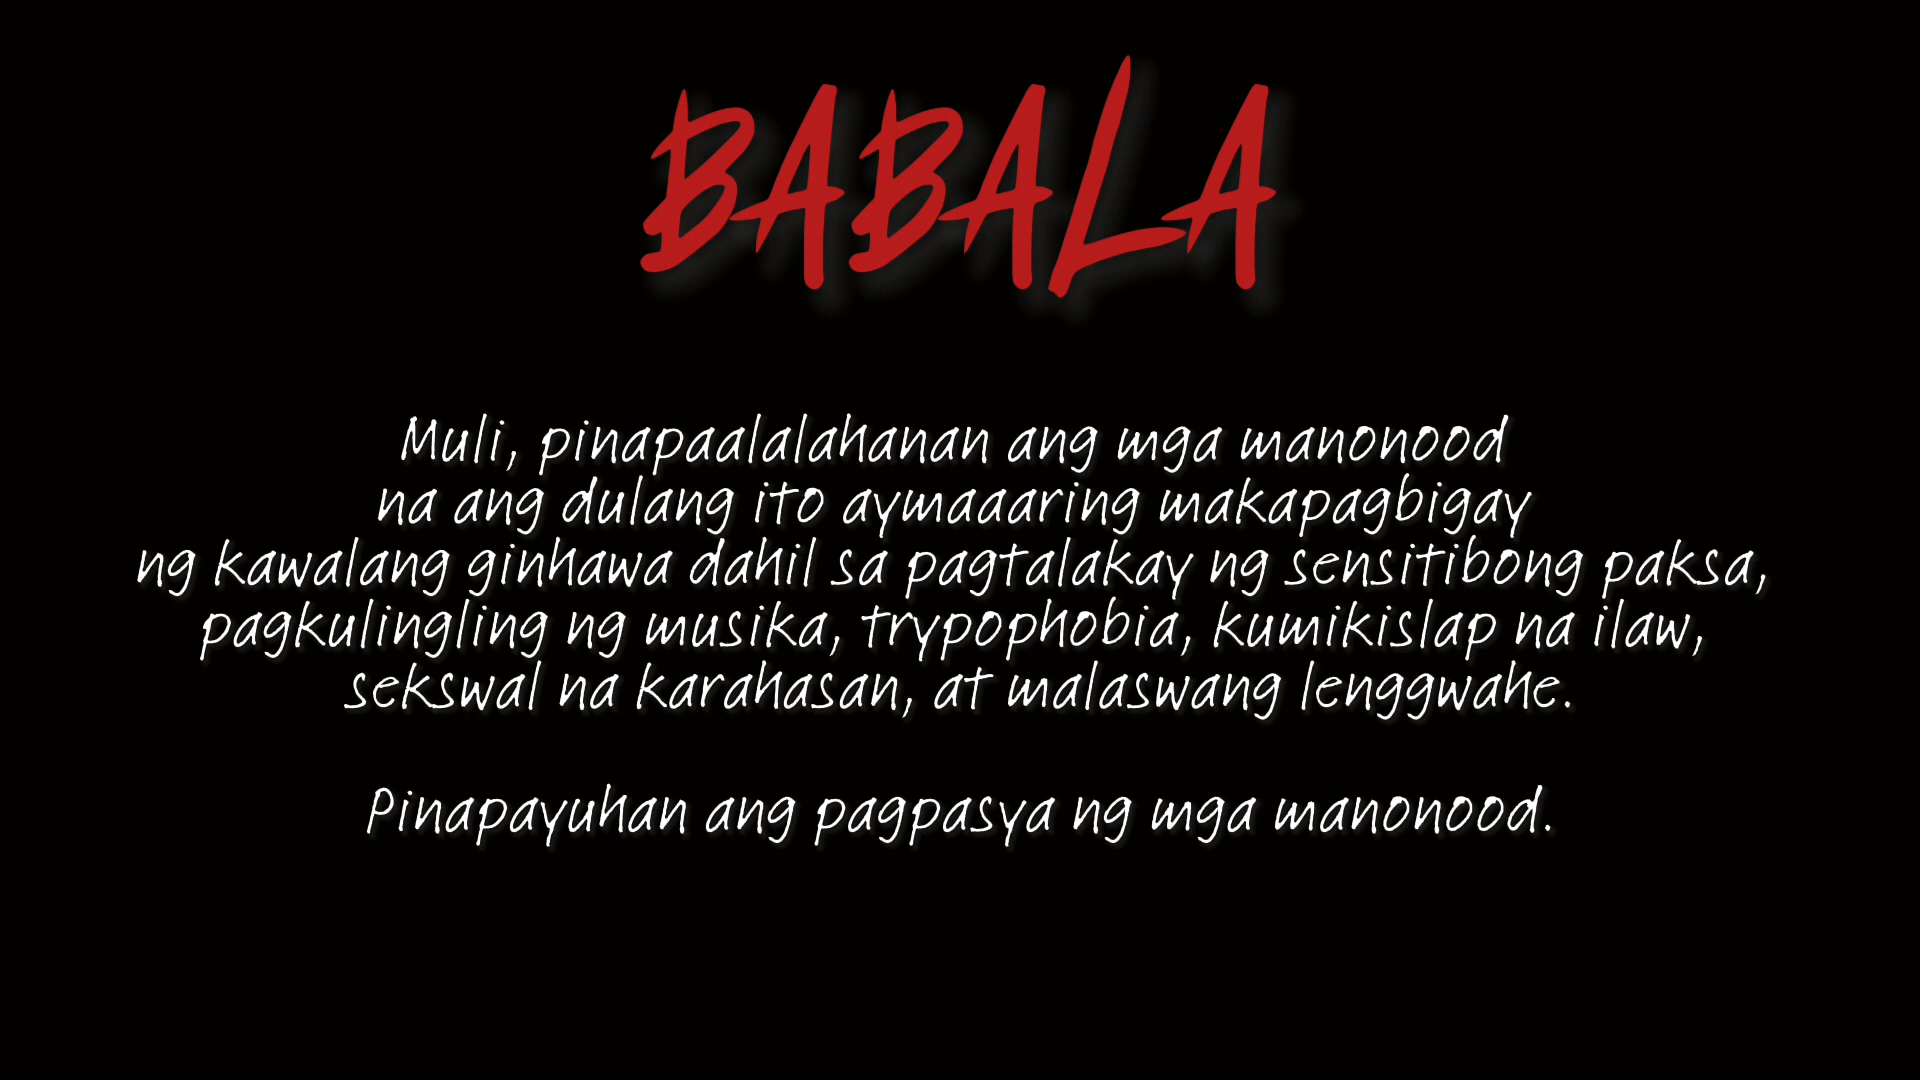 BABALA
Muli, pinapaalalahanan ang mga manonood
na ang dulang ito aymaaaring makapagbigay
ng kawalang ginhawa dahil sa pagtalakay ng sensitibong paksa,
pagkulingling ng musika, trypophobia, kumikislap na ilaw,
sekswal na karahasan, at malaswang lenggwahe.
Pinapayuhan ang pagpasya ng mga manonood.